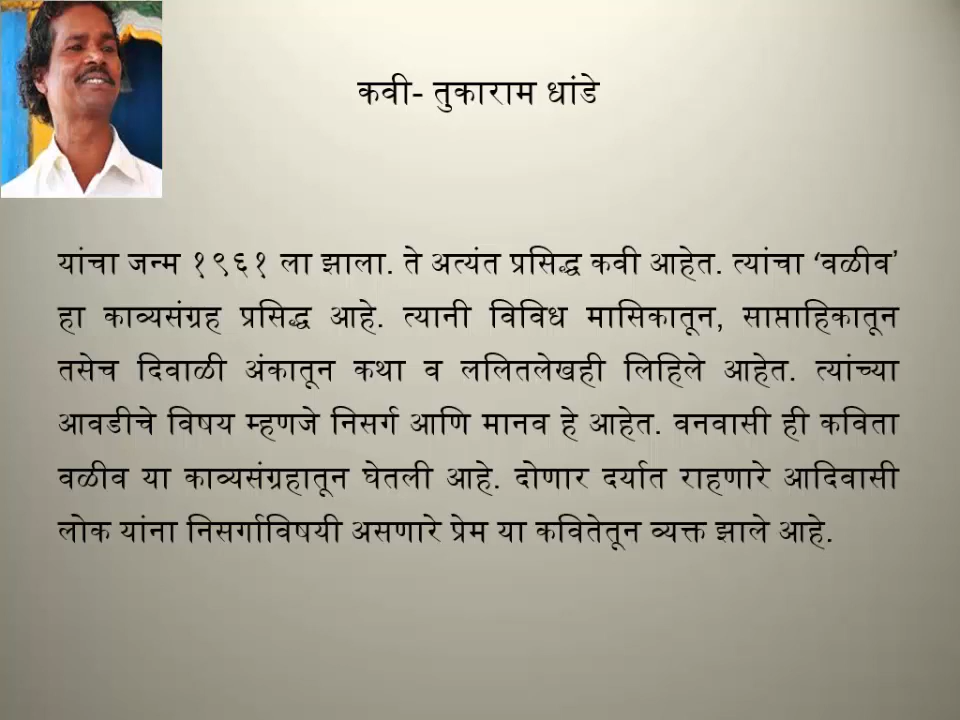 कवी- तुकाराम धांडे
यांचा जन्म १९६१ ला झाला. ते अत्यंत प्रसिद्ध कवी आहेत. त्यांचा ‘वळीव’
हा काव्यसंग्रह प्रसिद्ध आहे. त्यानी विविध मासिकातून, साप्ताहिकातून
तसेच दिवाळी अंकातून कथा व ललितलेखही लिहिले आहेत. त्यांच्या
आवडीचे विषय म्हणजे निसर्ग आणि मानव हे आहेत. वनवासी ही कविता
वळीव या काव्यसंग्रहातून घेतली आहे. दोणार दर्यात राहणारे आदिवासी
लोक यांना निसर्गाविषयी असणारे प्रेम या कवितेतून व्यक्त झाले आहे.